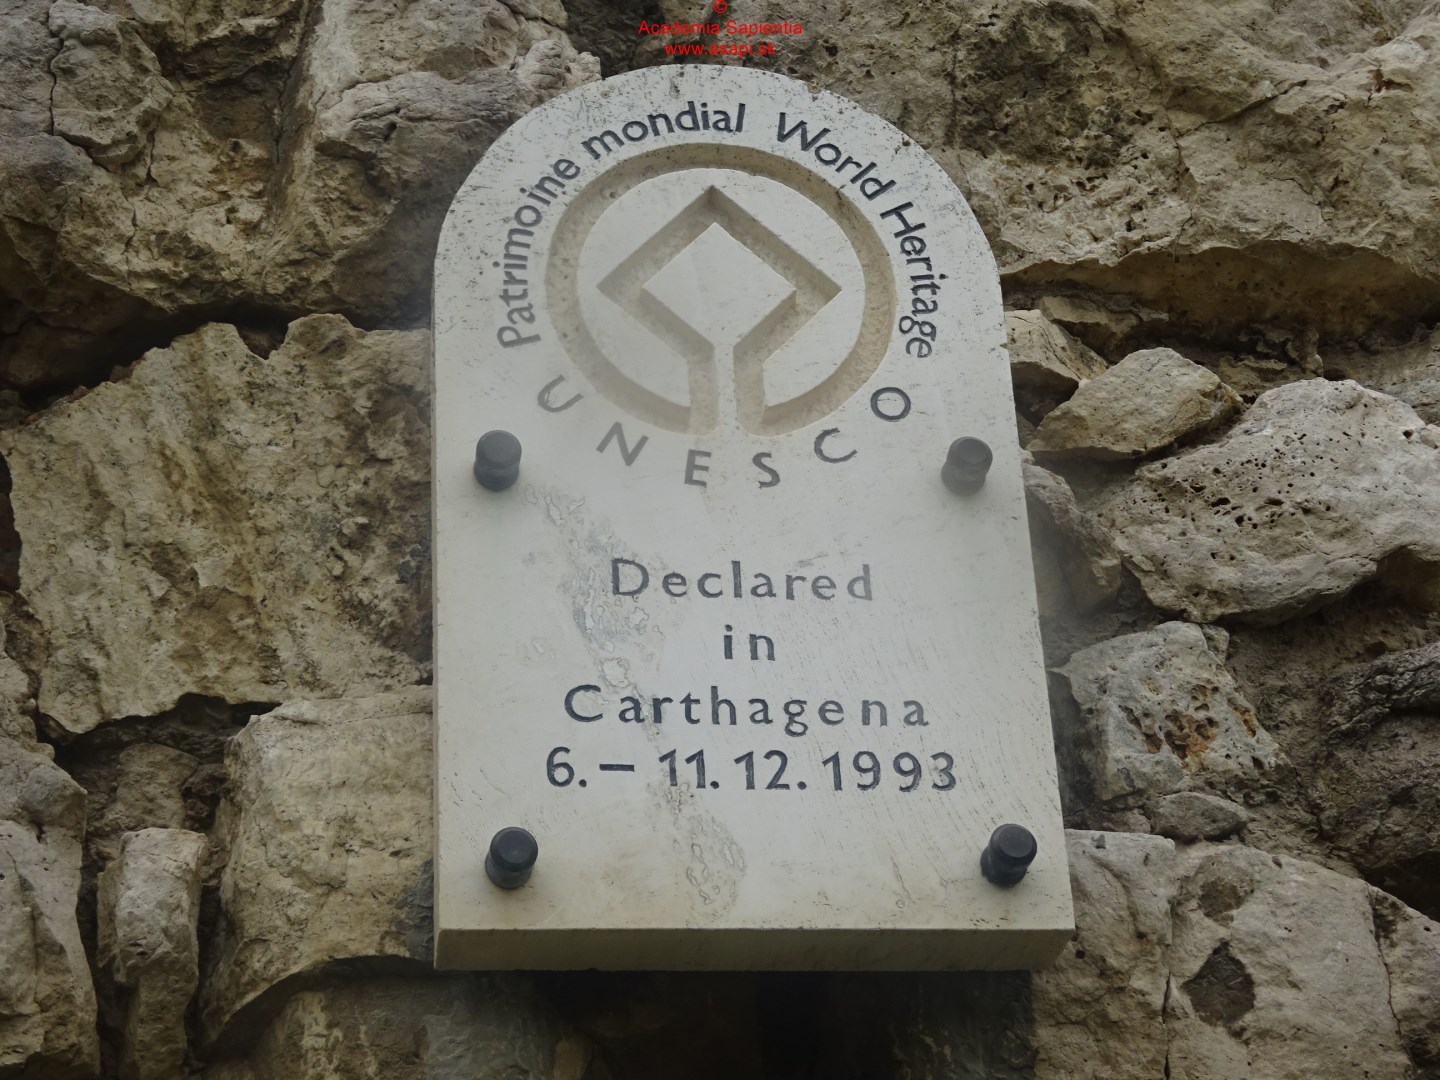 ©
Academia Sapientia
www.asapi.sk
Patrimoine mondial World Heritage
UNESCO
Declared
in
Carthagena
6.– 11.12.1993